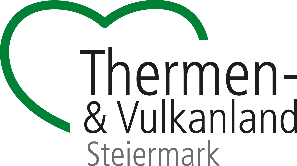 Thermen-
& Vulkanland
Steiermark